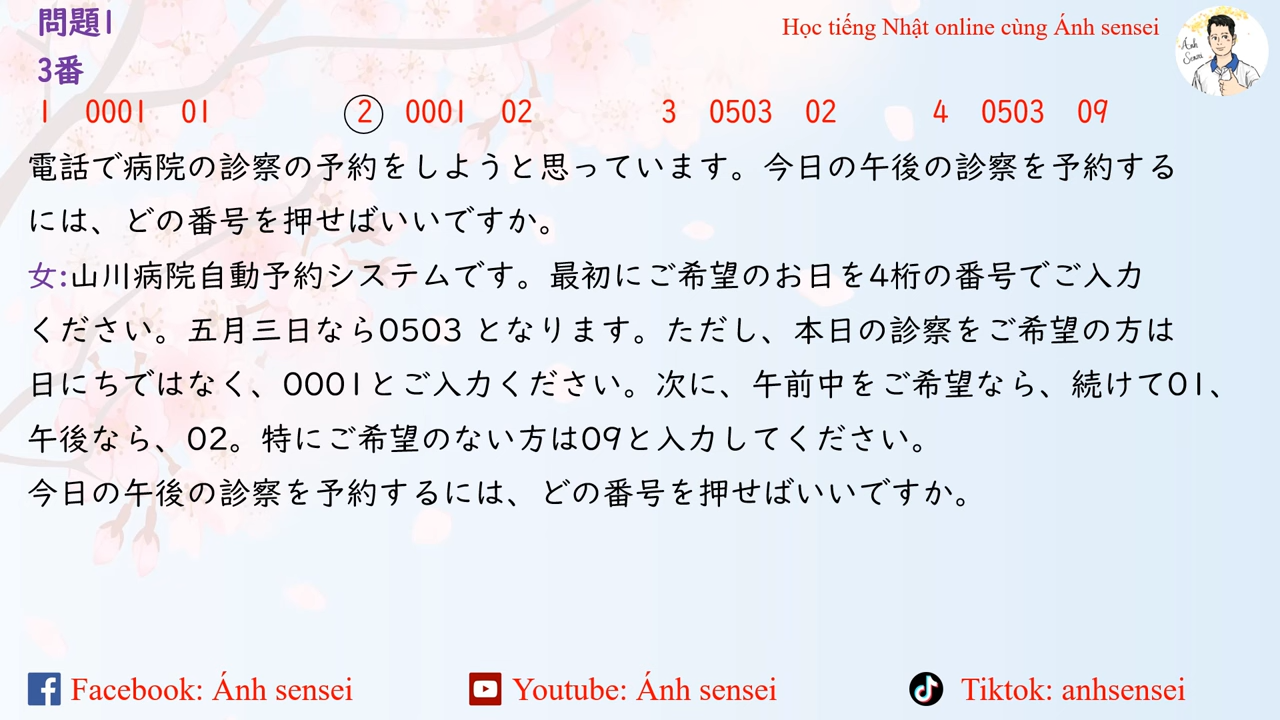 問題1
Học tiếng Nhật online cùng Ánh sensei
Ánh Sensei
3番
1 0001 01 2 0001 02 3 0503 02 4 0503 09
電話で病院の診察の予約をしようと思っています。今日の午後の診察を予約する
には、どの番号を押せばいいですか。
女:山川病院自動予約システムです。最初にご希望のお日を4桁の番号でご入力
ください。五月三日なら0503 となります。ただし、本日の診察をご希望の方は
日にちではなく、0001とご入力ください。次に、午前中をご希望なら、続けて01、
午後なら、02。特にご希望のない方は09と入力してください。
今日の午後の診察を予約するには、どの番号を押せばいいですか。
Facebook: Ánh sensei Youtube: Ánh sensei Tiktok: anhsensei